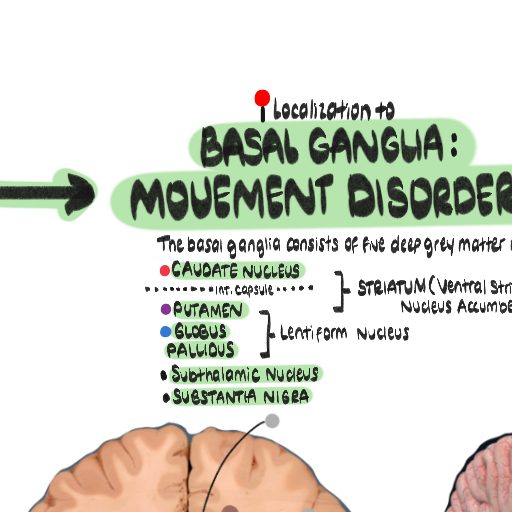 Localization to
BASAL GANGLIA:
MOVEMENT DISORDER
The basal ganglia consists of five deep grey matter
CAUDATE NUCLEUS
INT. CAPSULE
STRIATUM (Ventral Stri
Nucleus Accumbe
PUTAMEN
GLOBUS
PALLIDUS
Lentiform Nucleus
Subthalamic Nucleus
SUBSTANTIA NIGRA